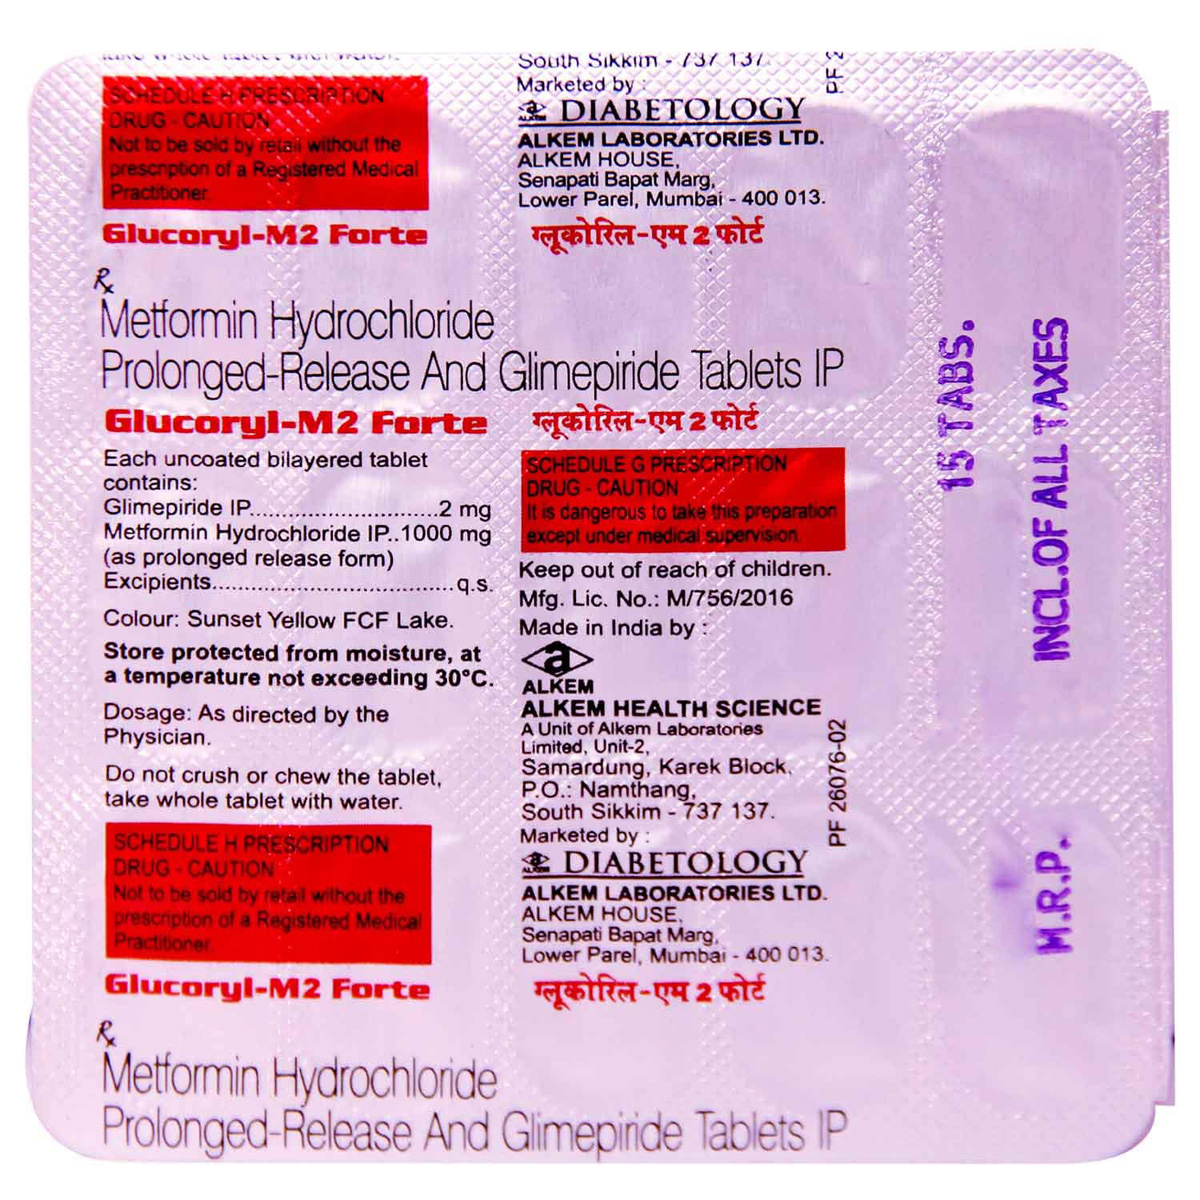 take whole tablet with water.
SCHEDULE H PRESCRIPTION
DRUG - CAUTION
Not to be sold by retail without the
prescription of a Registered Medical
Practitioner.
Glucoryl-M2 Forte
South Sikkim - 737 137.
Marketed by :
ALKEM
DIABETOLOGY
ALKEM LABORATORIES LTD.
ALKEM HOUSE,
Senapati Bapat Marg,
Lower Parel, Mumbai - 400 013.
ग्लूकोरिल-एम 2 फोर्ट
PF 2
Rx
Metformin Hydrochloride
Prolonged-Release And Glimepiride Tablets IP
Glucoryl-M2 Forte
ग्लूकोरिल-एम 2 फोर्ट
Each uncoated bilayered tablet
contains:
Glimepiride IP............................2 mg
Metformin Hydrochloride IP..1000 mg
(as prolonged release form)
Excipients...................................q.s.
Colour: Sunset Yellow FCF Lake.
Store protected from moisture, at
a temperature not exceeding 30°C.
Dosage: As directed by the
Physician.
Do not crush or chew the tablet,
take whole tablet with water.
SCHEDULE H PRESCRIPTION
DRUG - CAUTION
Not to be sold by retail without the
prescription of a Registered Medical
Practitioner.
Glucoryl-M2 Forte
SCHEDULE G PRESCRIPTION
DRUG - CAUTION
It is dangerous to take this preparation
except under medical supervision.
Keep out of reach of children.
Mfg. Lic. No.: M/756/2016
Made in India by :
a
ALKEM
ALKEM HEALTH SCIENCE
A Unit of Alkem Laboratories
Limited, Unit-2,
Samardung, Karek Block,
P.O.: Namthang,
South Sikkim - 737 137.
Marketed by :
ALKEM
DIABETOLOGY
ALKEM LABORATORIES LTD.
ALKEM HOUSE,
Senapati Bapat Marg,
Lower Parel, Mumbai - 400 013.
ग्लूकोरिल-एम 2 फोर्ट
PF 26076-02
Rx
Metformin Hydrochloride
Prolonged-Release And Glimepiride Tablets IP
15 TABS.
M.R.P. INCL.OF ALL TAXES